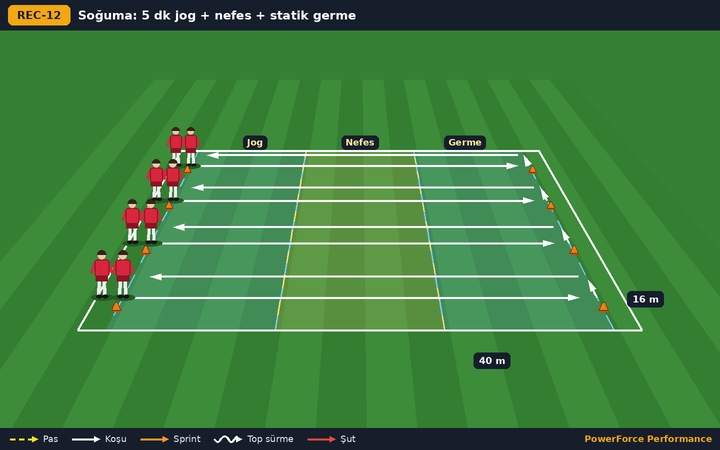 REC-12 Soğuma: 5 dk jog + nefes + statik germe
Jog Nefes Germe
16 m
40 m
Pas Koşu Sprint Top sürme Şut PowerForce Performance